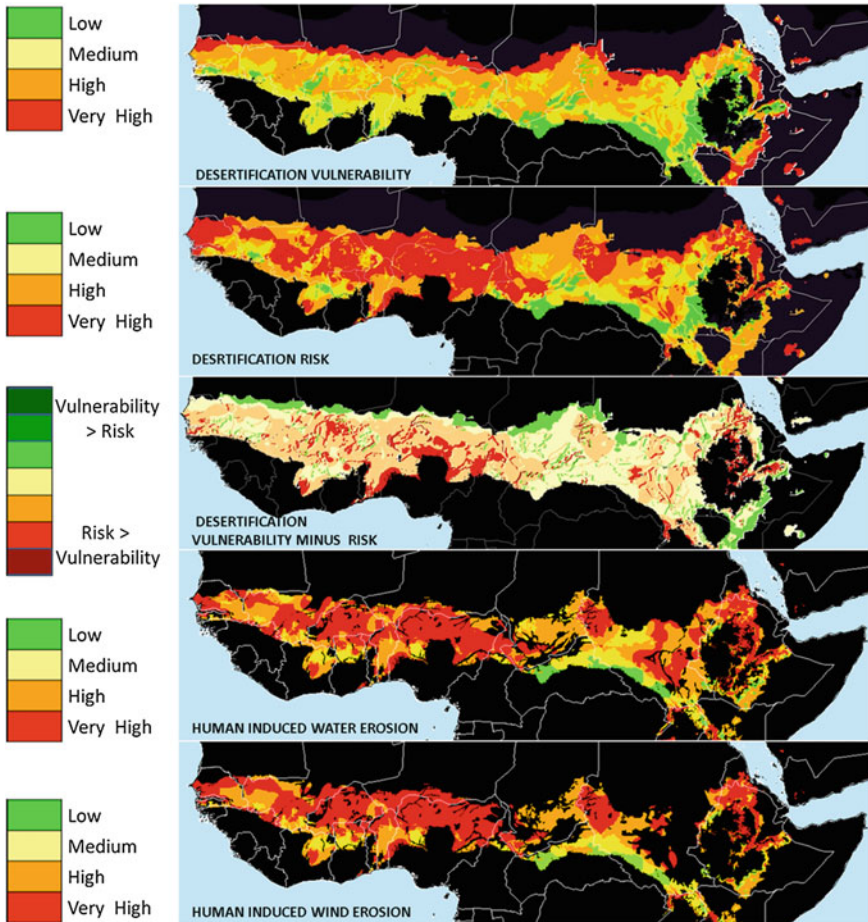 Low
Medium
High
Very High
DESERTIFICATION VULNERABILITY
Low
Medium
High
Very High
DESRTIFICATION RISK
Vulnerability
> Risk
Risk >
Vulnerability
DESERTIFICATION
VULNERABILITY MINUS RISK
Low
Medium
High
Very High
HUMAN INDUCED WATER EROSION
Low
Medium
High
Very High
HUMAN INDUCED WIND EROSION